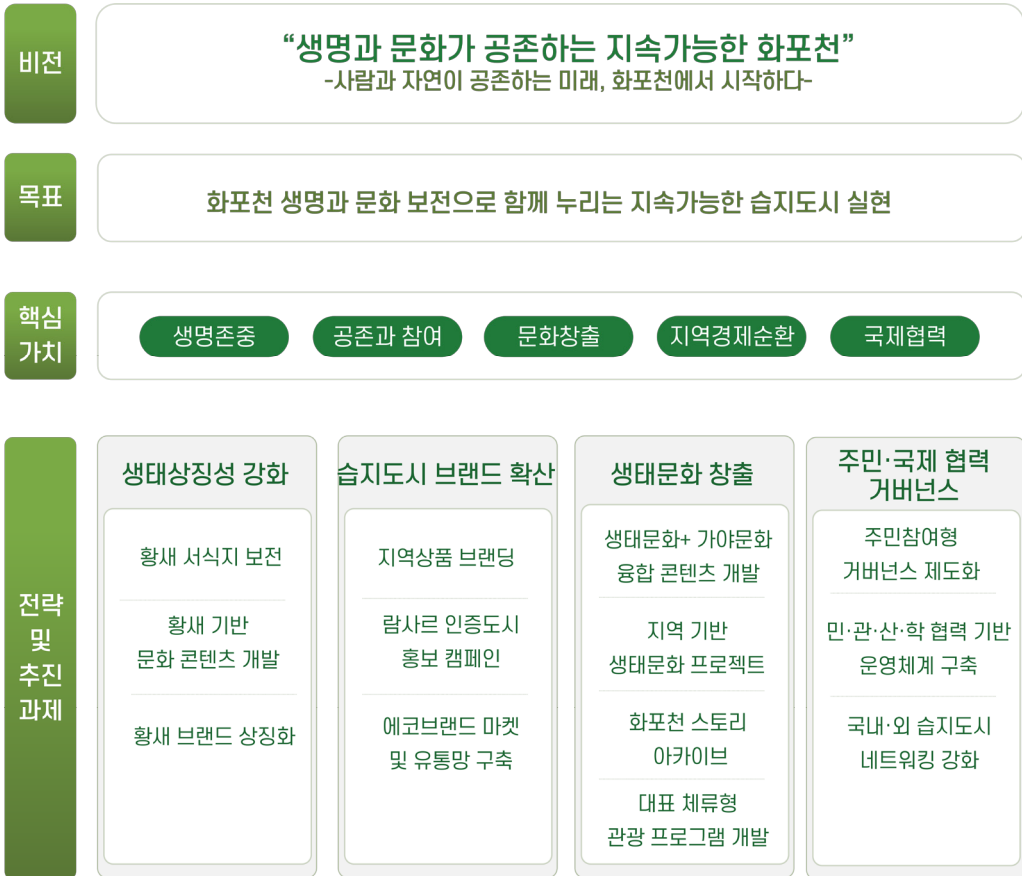 비전
“생명과 문화가 공존하는 지속가능한 화포천”
-사람과 자연이 공존하는 미래, 화포천에서 시작하다-
목표
화포천 생명과 문화 보전으로 함께 누리는 지속가능한 습지도시 실현
핵심
가치
생명존중
공존과 참여
문화창출
지역경제순환
국제협력
전략
및
추진
과제
생태상징성 강화
황새 서식지 보전
황새 기반
문화 콘텐츠 개발
황새 브랜드 상징화
습지도시 브랜드 확산
지역상품 브랜딩
람사르 인증도시
홍보 캠페인
에코브랜드 마켓
및 유통망 구축
생태문화 창출
생태문화+ 가야문화
융합 콘텐츠 개발
지역 기반
생태문화 프로젝트
화포천 스토리
아카이브
대표 체류형
관광 프로그램 개발
주민·국제 협력
거버넌스
주민참여형
거버넌스 제도화
민·관·산·학 협력 기반
운영체계 구축
국내·외 습지도시
네트워킹 강화